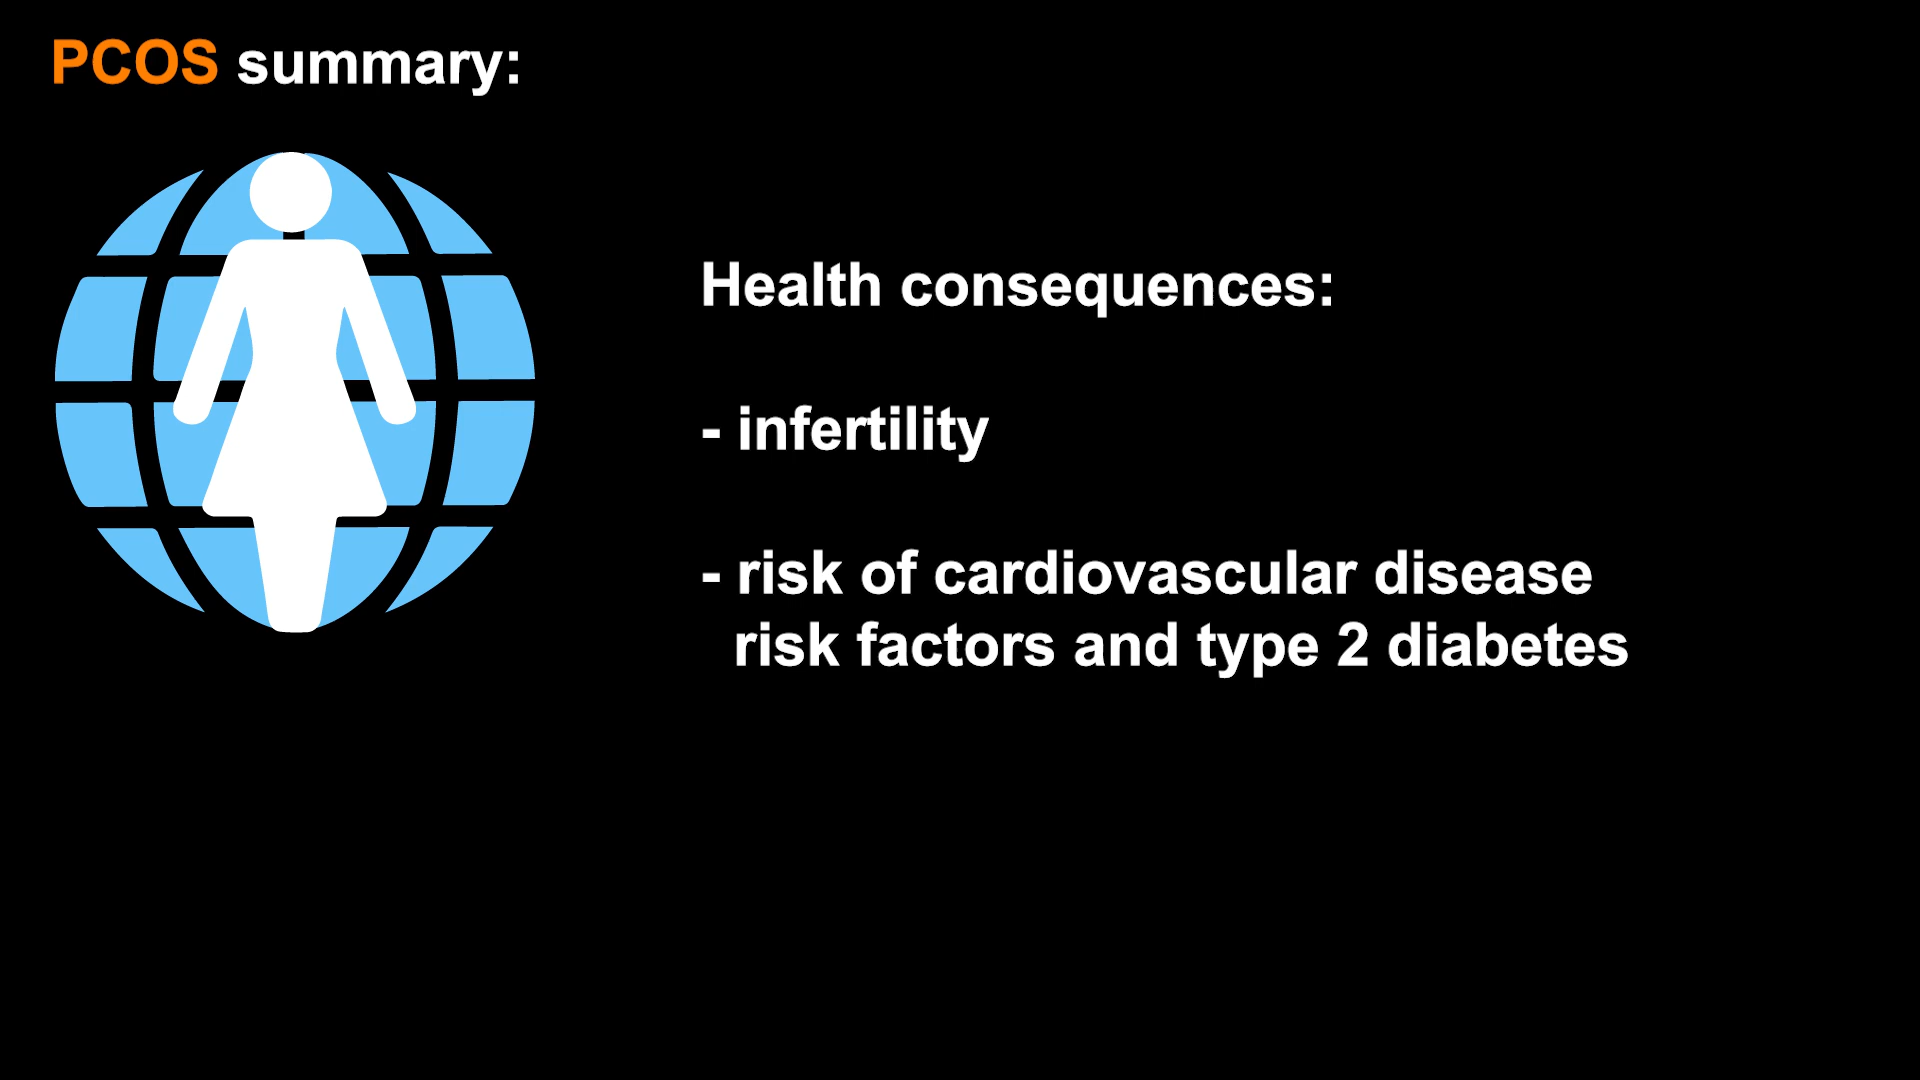 PCOS summary:
Health consequences:
- infertility
- risk of cardiovascular disease
risk factors and type 2 diabetes